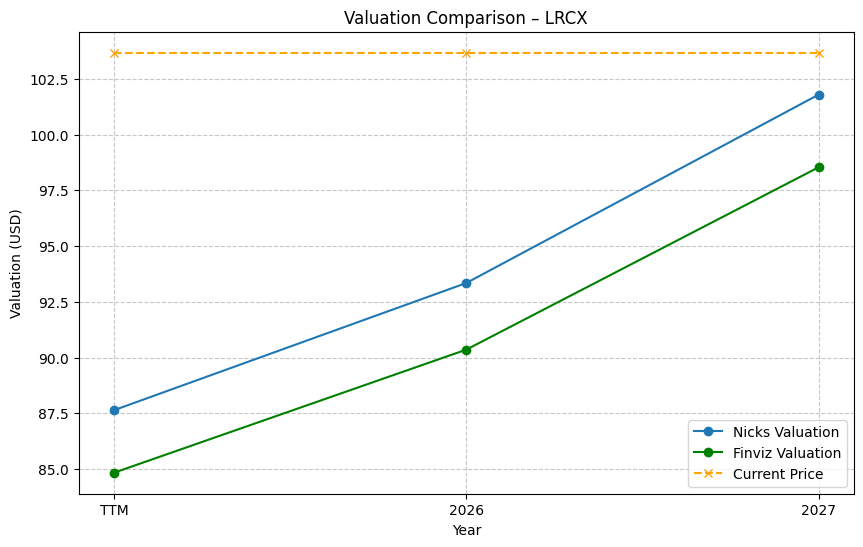 Valuation Comparison – LRCX
Valuation (USD)
102.5
100.0
97.5
95.0
92.5
90.0
87.5
85.0
TTM
2026
2027
Year
Nicks Valuation
Finviz Valuation
Current Price